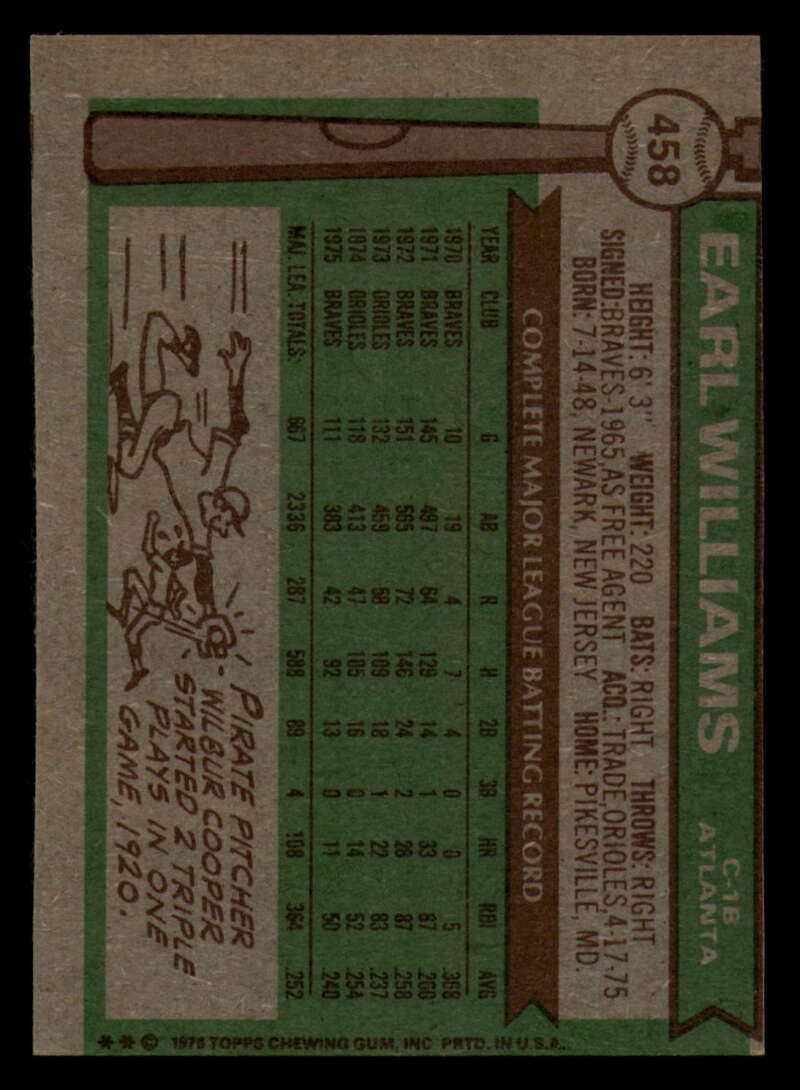 458
EARL WILLIAMS
C-1B
ATLANTA
HEIGHT: 6' 3" WEIGHT: 220 BATS: RIGHT THROWS: RIGHT
SIGNED: BRAVES-1965, AS FREE AGENT ACQ.: TRADE, ORIOLES, 4-17-75
BORN: 7-14-48, NEWARK, NEW JERSEY HOME: PIKESVILLE, MD.
COMPLETE MAJOR LEAGUE BATTING RECORD
YEAR CLUB G AB R H 2B 3B HR RBI AVG
1970 BRAVES 10 19 4 7 4 0 0 5 .368
1971 BRAVES 145 497 64 129 14 1 33 87 .260
1972 BRAVES 151 565 72 146 24 2 28 87 .258
1973 ORIOLES 132 459 58 109 18 1 22 83 .237
1974 ORIOLES 118 413 47 105 16 0 14 52 .254
1975 BRAVES 111 383 42 92 13 0 11 50 .240
MAJ. LEA. TOTALS 667 2336 287 588 89 4 108 364 .252
PIRATE PITCHER
WILBUR COOPER
STARTED 2 TRIPLE
PLAYS IN ONE
GAME, 1920.
** © 1976 TOPPS CHEWING GUM, INC PRTD. IN U.S.A.